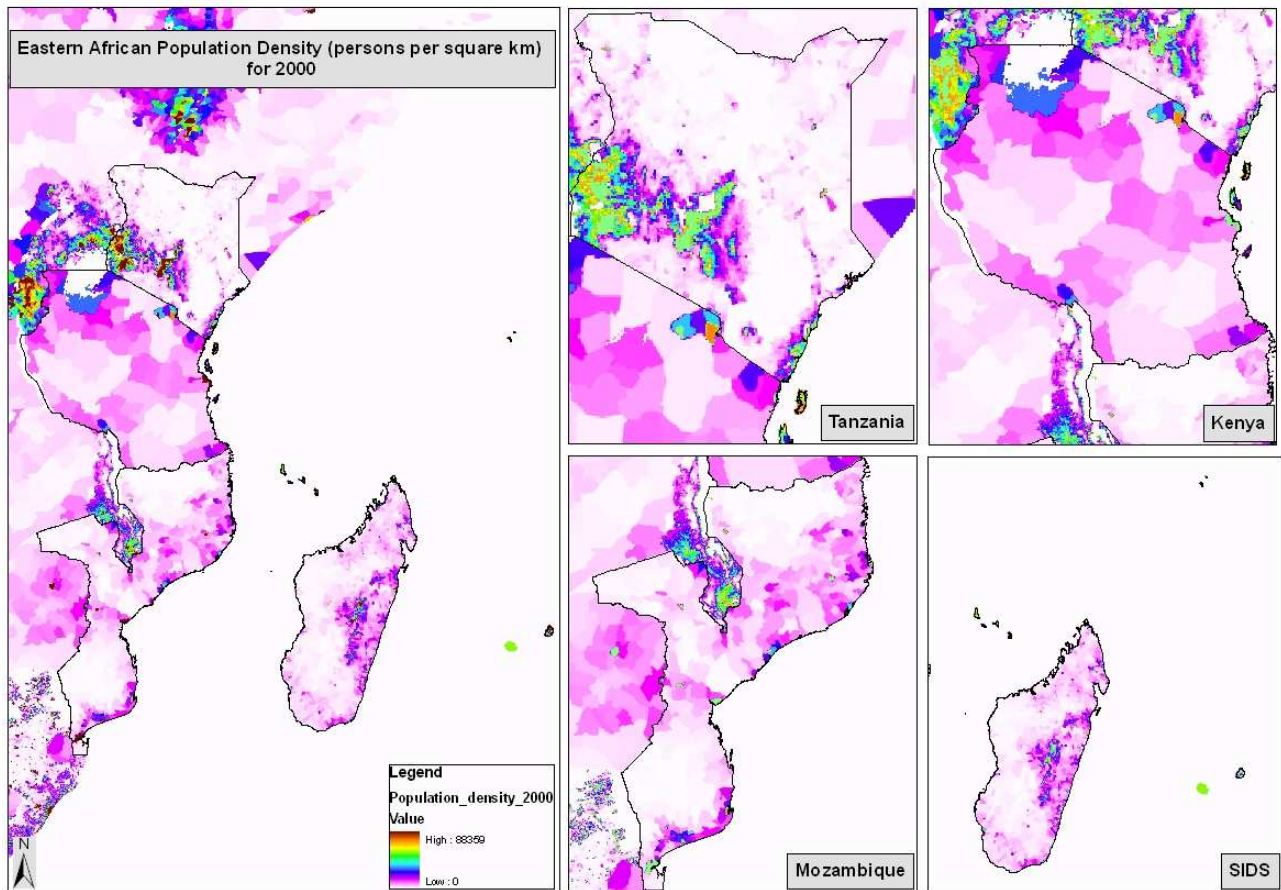 Eastern African Population Density (persons per square km)
for 2000
Legend
Population_density_2000
Value
High : 88359
Low : 0
N
Tanzania
Kenya
Mozambique
SIDS